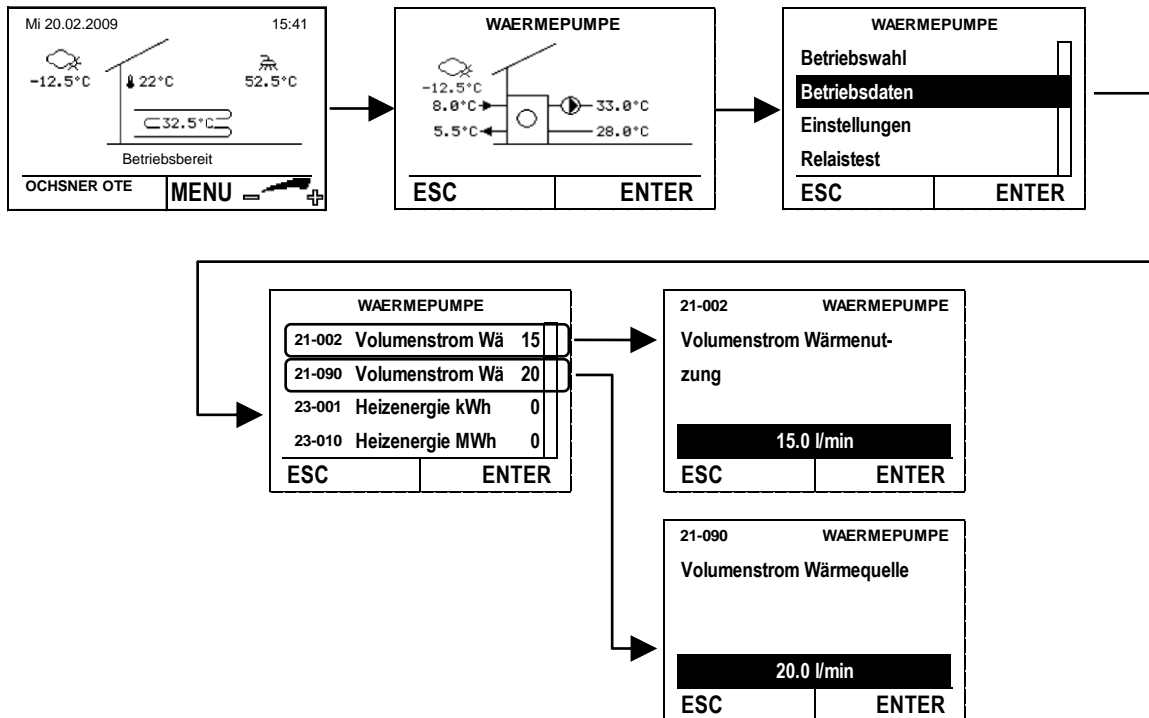 Mi 20.02.2009 15:41
-12.5°C 22°C 52.5°C
32.5°C
Betriebsbereit
OCHSNER OTE MENU
WAERMEPUMPE
-12.5°C
8.0°C 33.0°C
5.5°C 28.0°C
ESC ENTER
WAERMEPUMPE
Betriebswahl
Betriebsdaten
Einstellungen
Relaistest
ESC ENTER
WAERMEPUMPE
21-002 Volumenstrom Wä 15
21-090 Volumenstrom Wä 20
23-001 Heizenergie kWh 0
23-010 Heizenergie MWh 0
ESC ENTER
21-002 WAERMEPUMPE
Volumenstrom Wärmenut-
zung
15.0 l/min
ESC ENTER
21-090 WAERMEPUMPE
Volumenstrom Wärmequelle
20.0 l/min
ESC ENTER